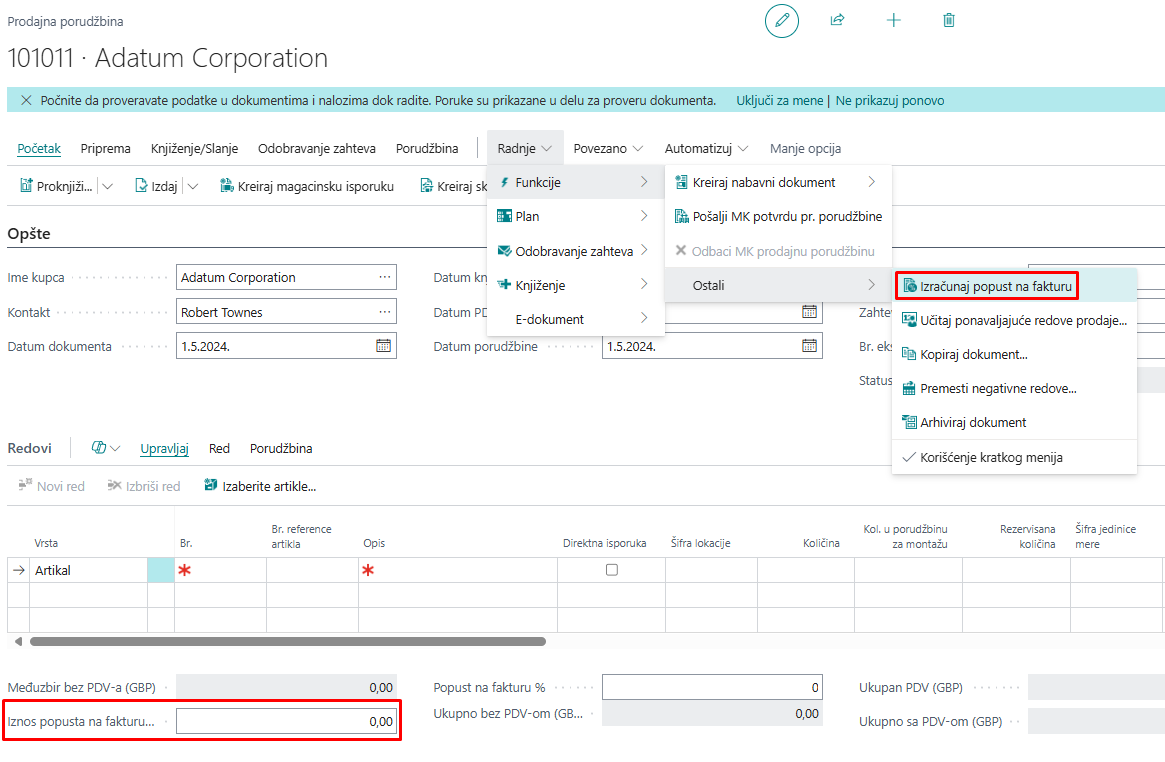 Prodajna porudžbina
101011 · Adatum Corporation
Počnite da proveravate podatke u dokumentima i nalozima dok radite. Poruke su prikazane u delu za proveru dokumenta. Uključi za mene | Ne prikazuj ponovo
Početak Priprema Knjiženje/Slanje Odobravanje zahteva Porudžbina Radnje Povezano Automatizuj Manje opcija
Proknjiži... Izdaj Kreiraj magacinsku isporuku Kreiraj sk
Funkcije
Plan
Odobravanje zahteva
Knjiženje
E-dokument
Kreiraj nabavni dokument
Pošalji MK potvrdu pr. porudžbine
Odbaci MK prodajnu porudžbinu
Ostali
Izračunaj popust na fakturu
Učitaj ponavaljajuće redove prodaje...
Kopiraj dokument...
Premesti negativne redove...
Arhiviraj dokument
Korišćenje kratkog menija
Opšte
Ime kupca Adatum Corporation ... Datum kn
Kontakt Robert Townes ... Datum PD Zahte
Datum dokumenta 1.5.2024. Datum porudžbine 1.5.2024. Br. eks
Status
Redovi Upravljaj Red Porudžbina
Novi red Izbriši red Izaberite artikle...
Vrsta Br. Br. reference artikla Opis Direktna isporuka Šifra lokacije Količina Kol. u porudžbinu za montažu Rezervisana količina Šifra jedinice mere
Artikal * *
Međuzbir bez PDV-a (GBP) 0,00 Popust na fakturu % 0 Ukupan PDV (GBP)
Iznos popusta na fakturu... 0,00 Ukupno bez PDV-om (GB... 0,00 Ukupno sa PDV-om (GBP)